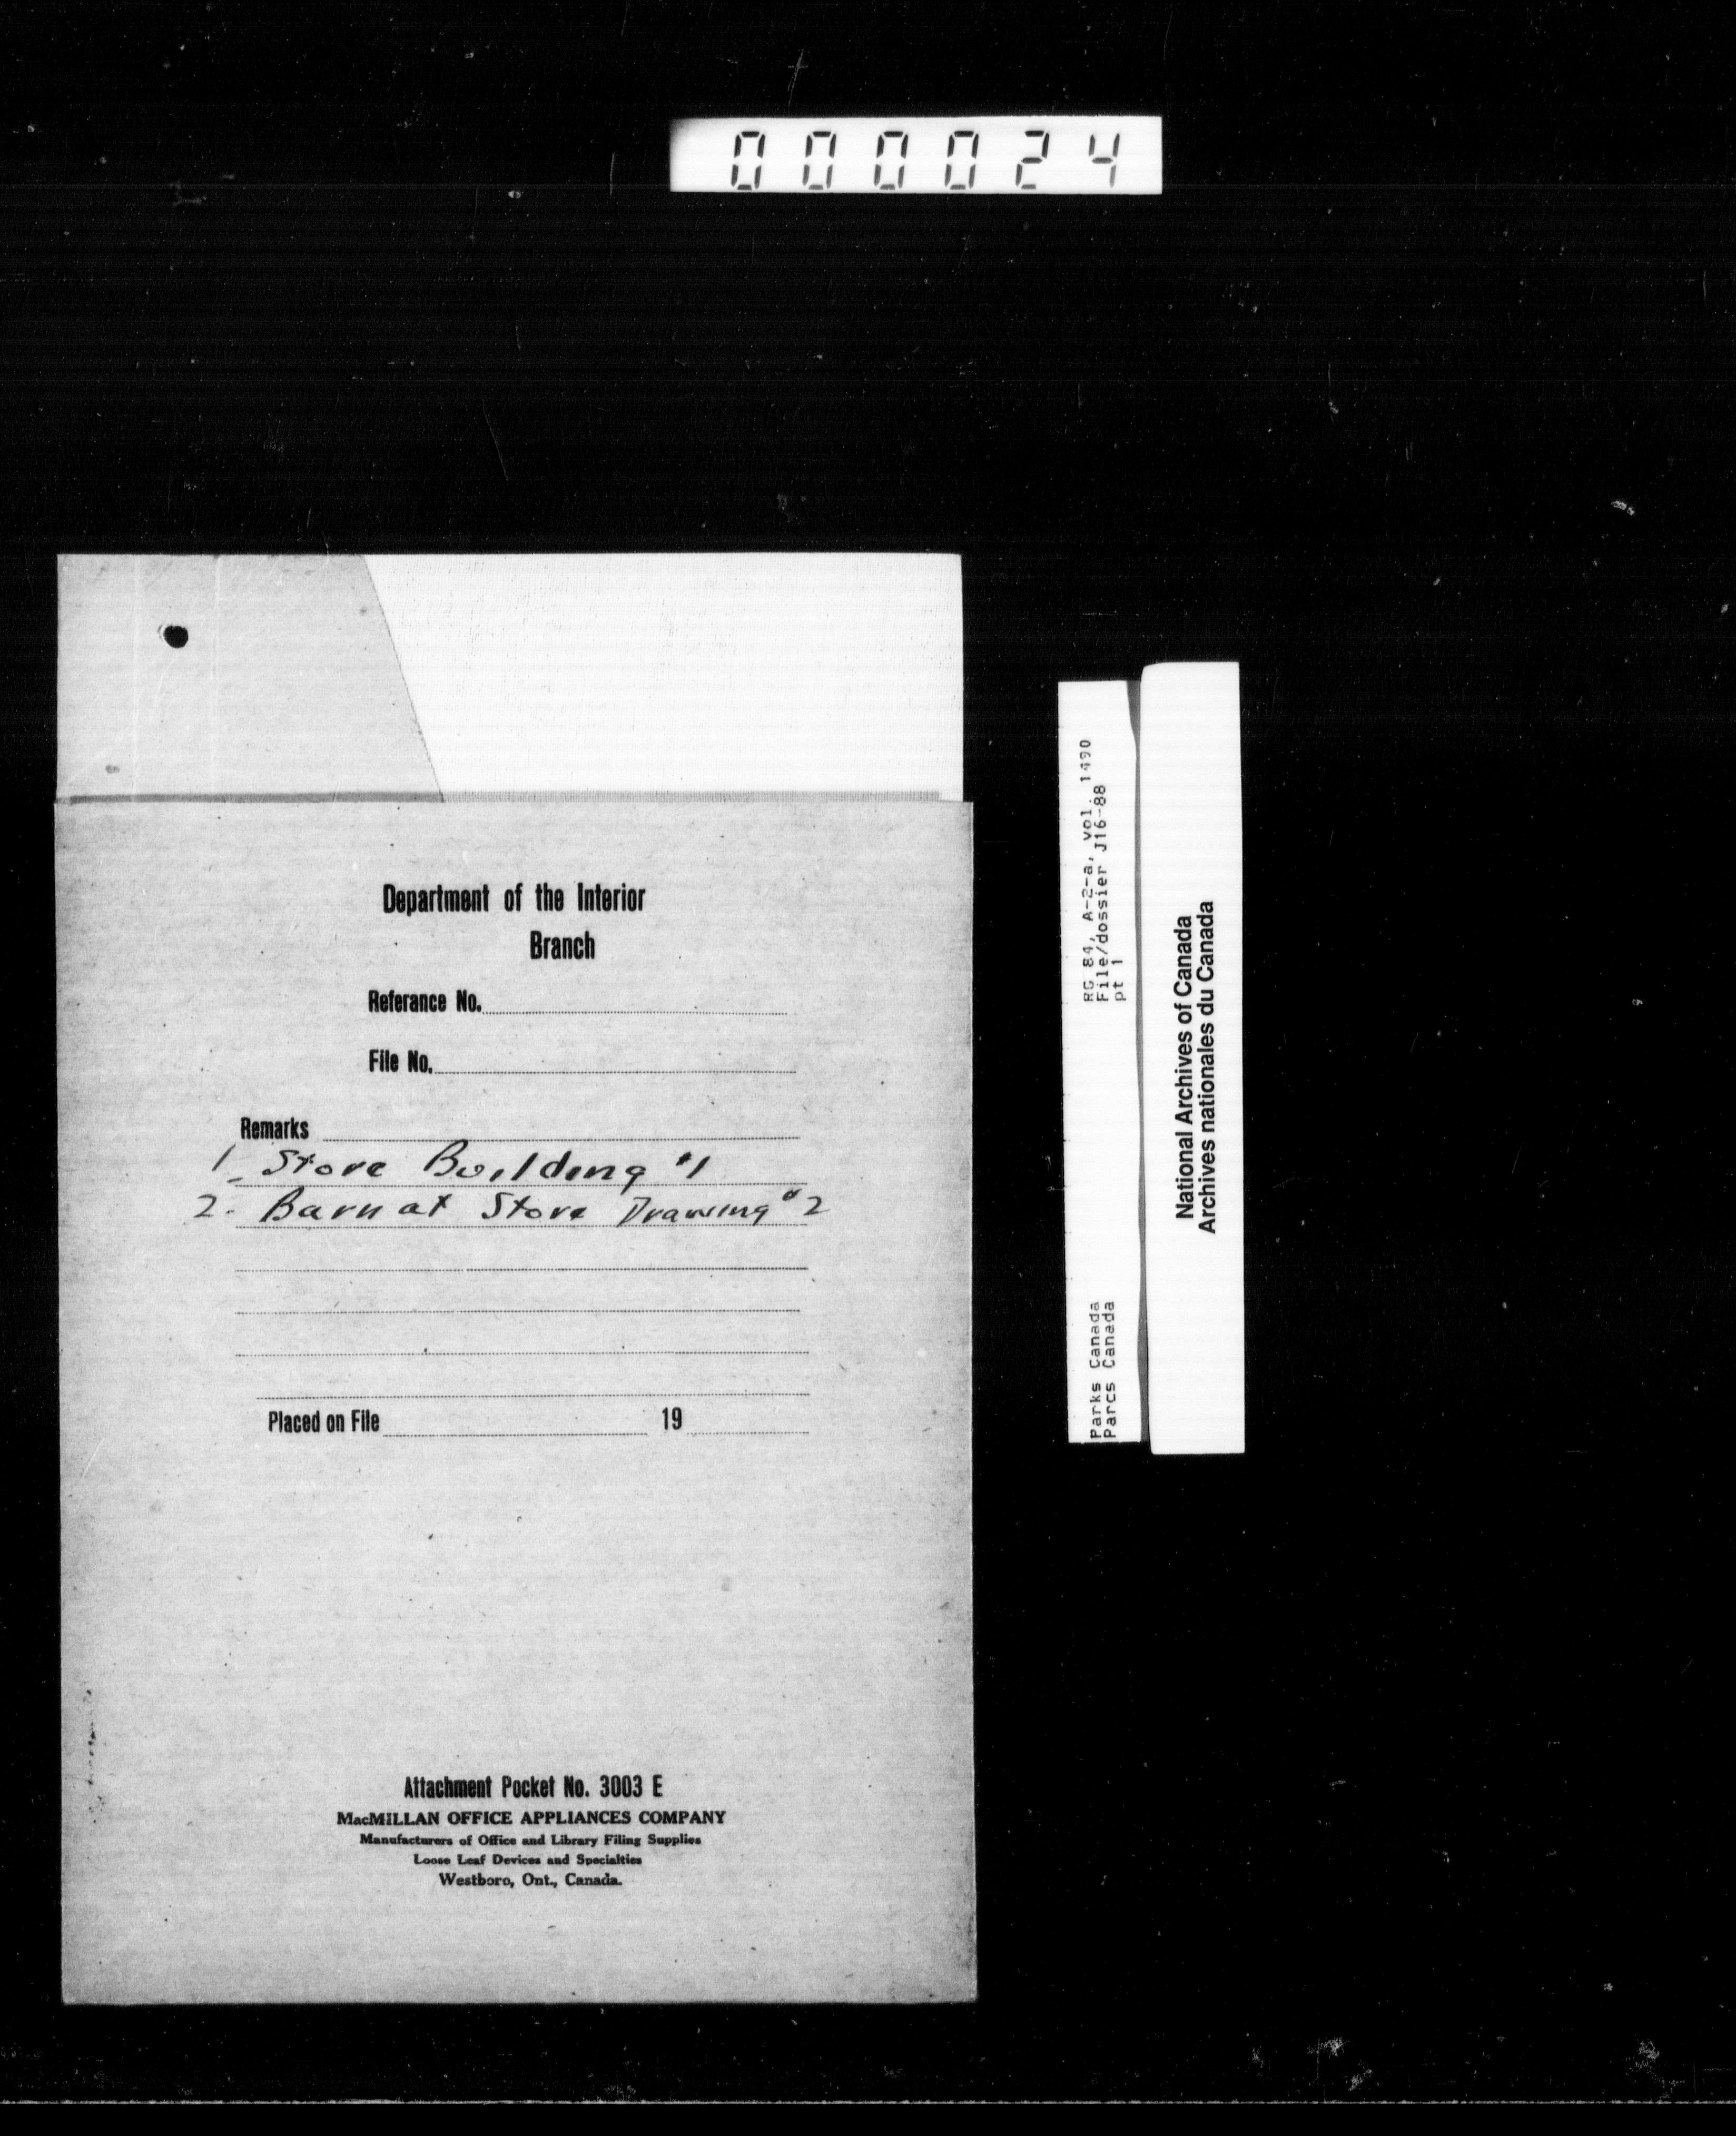 000024
Department of the Interior
Branch
Referance No.
File No.
Remarks
1 Store Building #1
2. Barn at Store Drawing #2
Placed on File 19
Attachment Pocket No. 3003 E
MacMILLAN OFFICE APPLIANCES COMPANY
Manufacturers of Office and Library Filing Supplies
Loose Leaf Devices and Specialties
Westboro, Ont., Canada.
Parks Canada RG 84, A-2-a, vol. 1490
Parcs Canada File/dossier J16-88
pt 1
National Archives of Canada
Archives nationales du Canada